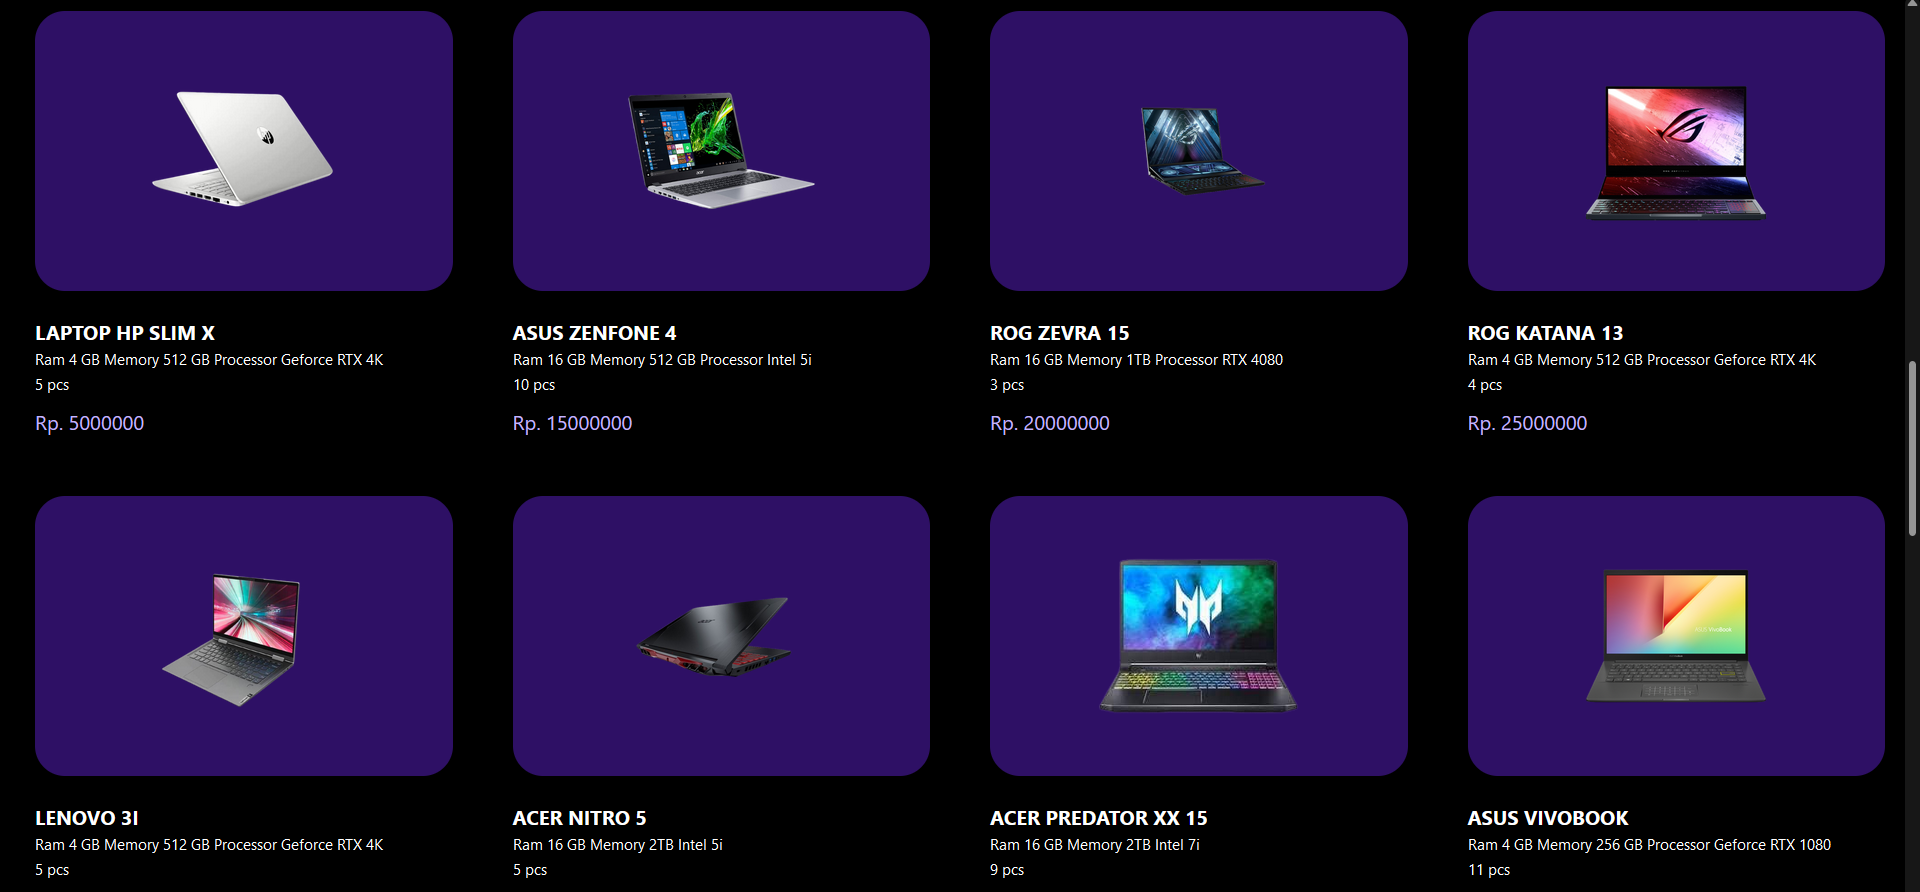 LAPTOP HP SLIM X
Ram 4 GB Memory 512 GB Processor Geforce RTX 4K
5 pcs
Rp. 5000000
ASUS ZENFONE 4
Ram 16 GB Memory 512 GB Processor Intel 5i
10 pcs
Rp. 15000000
ROG ZEVRA 15
Ram 16 GB Memory 1TB Processor RTX 4080
3 pcs
Rp. 20000000
ROG KATANA 13
Ram 4 GB Memory 512 GB Processor Geforce RTX 4K
4 pcs
Rp. 25000000
LENOVO 3I
Ram 4 GB Memory 512 GB Processor Geforce RTX 4K
5 pcs
ACER NITRO 5
Ram 16 GB Memory 2TB Intel 5i
5 pcs
ACER PREDATOR XX 15
Ram 16 GB Memory 2TB Intel 7i
9 pcs
ASUS VivoBook
ASUS VIVOBOOK
Ram 4 GB Memory 256 GB Processor Geforce RTX 1080
11 pcs